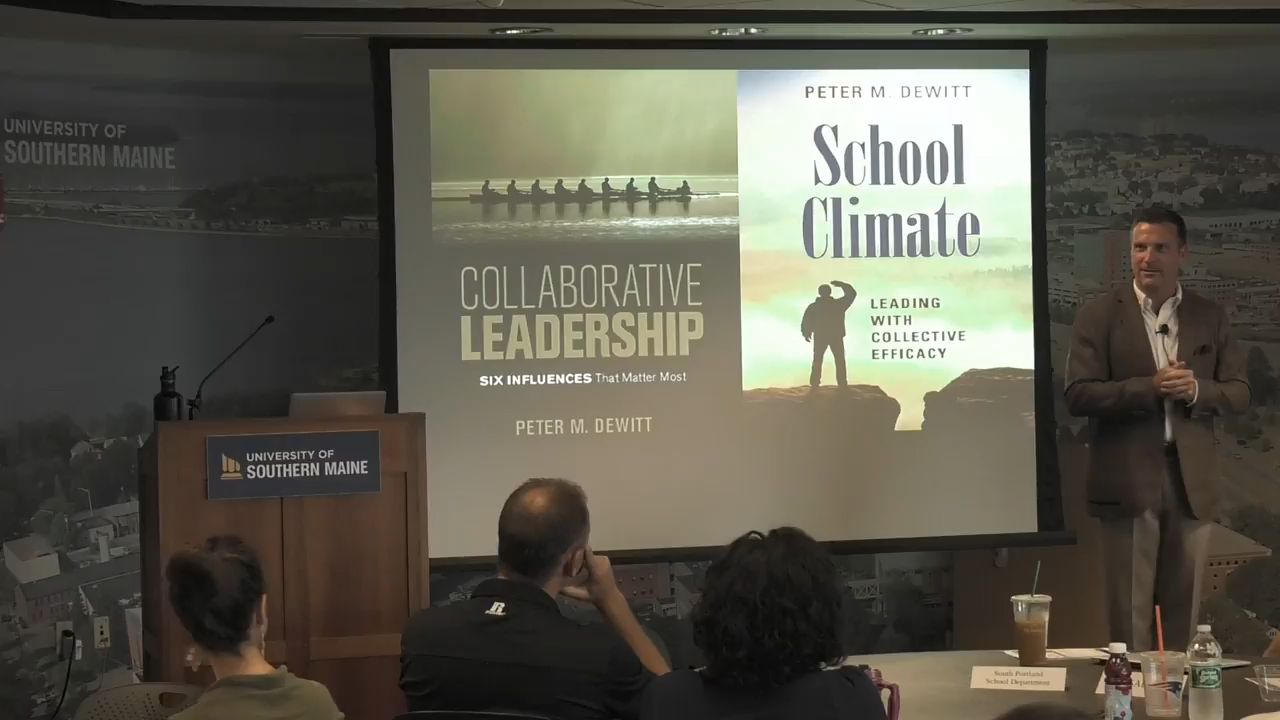 UNIVERSITY OF
SOUTHERN MAINE
COLLABORATIVE
LEADERSHIP
SIX INFLUENCES That Matter Most
PETER M. DEWITT
PETER M. DEWITT
School
Climate
LEADING
WITH
COLLECTIVE
EFFICACY
UNIVERSITY OF
SOUTHERN MAINE
South Portland
School Department